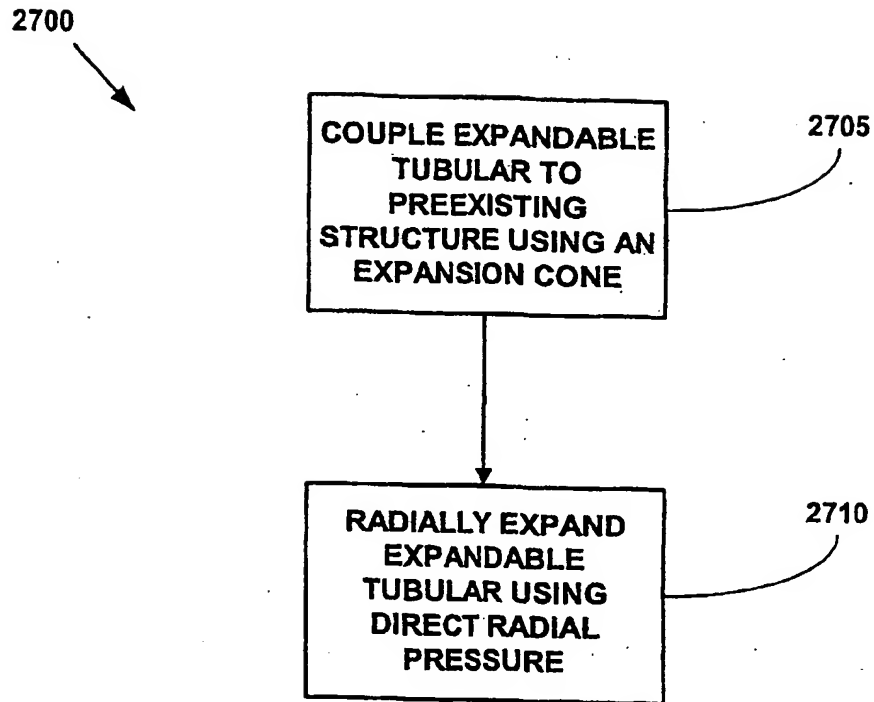 2700
COUPLE EXPANDABLE
TUBULAR TO
PREEXISTING
STRUCTURE USING AN
EXPANSION CONE
2705
RADIALLY EXPAND
EXPANDABLE
TUBULAR USING
DIRECT RADIAL
PRESSURE
2710